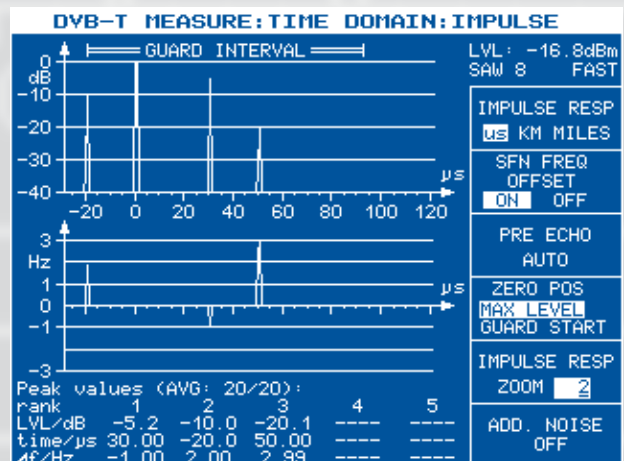 DVB-T MEASURE:TIME DOMAIN:IMPULSE
GUARD INTERVAL
LVL: -16.8dBm
SAW 8 FAST
0
dB
-10
-20
-30
-40
µs
-20 0 20 40 60 80 100 120
3
Hz
1
0
-1
-3
µs
IMPULSE RESP
us KM MILES
SFN FREQ
OFFSET
ON OFF
PRE ECHO
AUTO
ZERO POS
MAX LEVEL
GUARD START
IMPULSE RESP
ZOOM 2
ADD. NOISE
OFF
Peak values (AVG: 20/20):
rank 1 2 3 4 5
LVL/dB -5.2 -10.0 -20.1 ---- ----
time/µs 30.00 -20.0 50.00 ---- ----
Δf/Hz -1.00 2.00 2.99 ---- ----